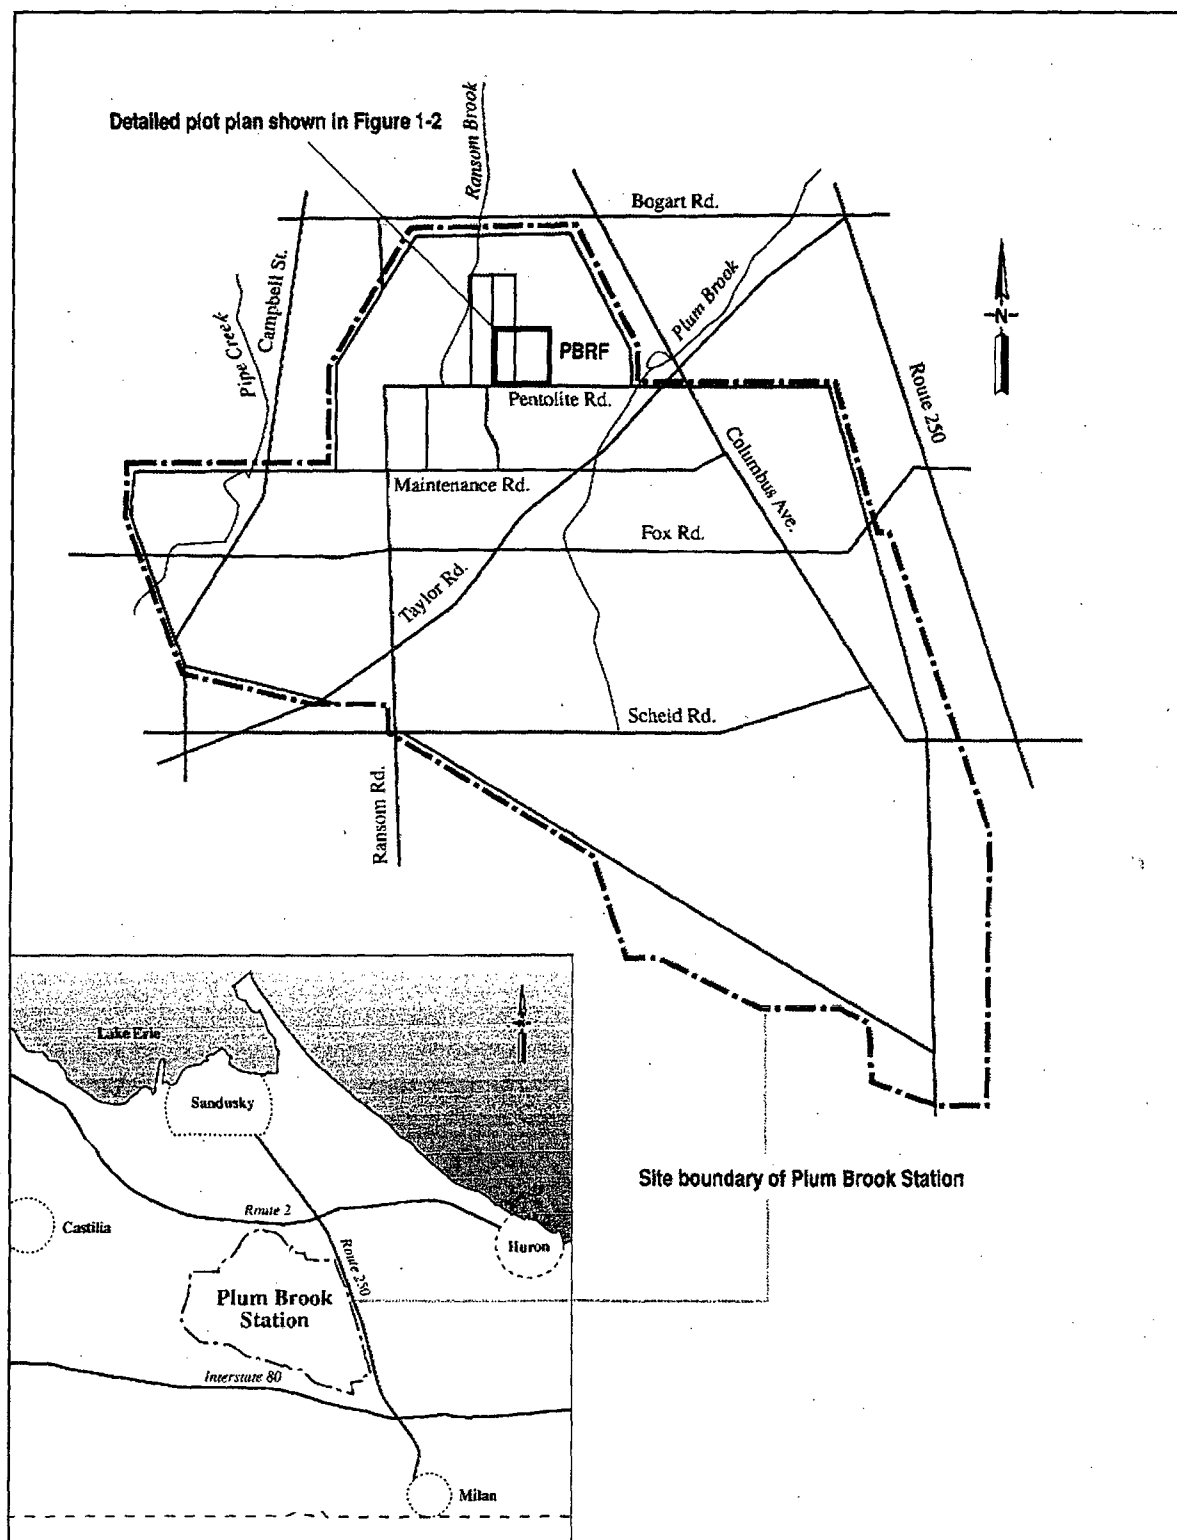 Detailed plot plan shown in Figure 1-2
Ransom Brook
Bogart Rd.
Campbell St.
Plum Brook
N
Pipe Creek
PBRF
Route 250
Pentolite Rd.
Columbus Ave.
Maintenance Rd.
Fox Rd.
Taylor Rd.
Scheid Rd.
Ransom Rd.
Lake Erie
Sandusky
Site boundary of Plum Brook Station
Route 2
Castilia
Huron
Route 250
Plum Brook
Station
Interstate 80
Milan